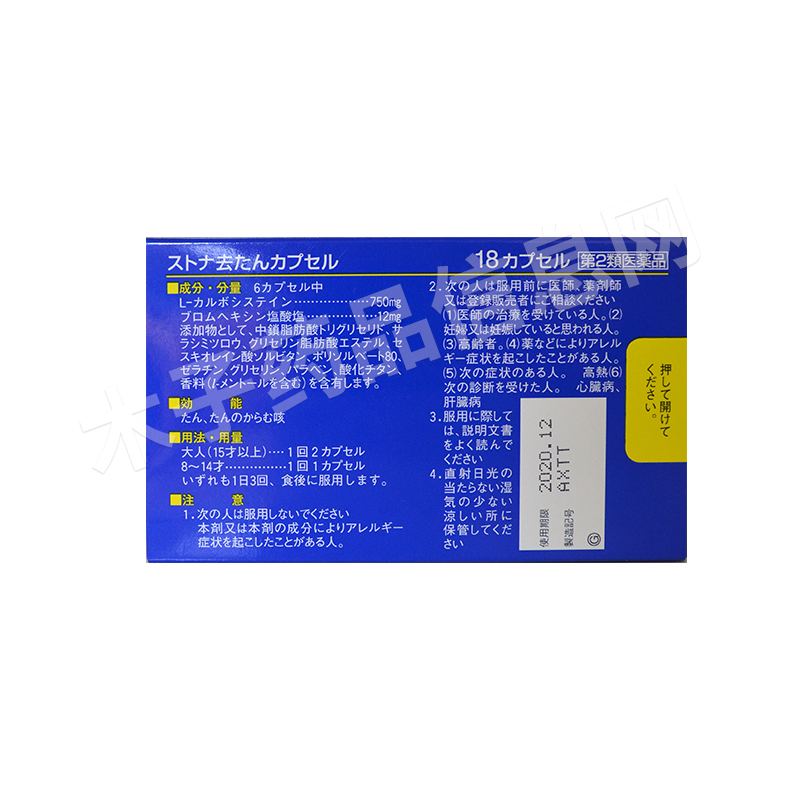 ストナ去たんカプセル
18カプセル 第2類医薬品
■成分・分量 6カプセル中
L-カルボシステイン………………750mg
ブロムヘキシン塩酸塩……………12mg
添加物として、中鎖脂肪酸トリグリセリド、サ
ラシミツロウ、グリセリン脂肪酸エステル、セ
スキオレイン酸ソルビタン、ポリソルベート80、
ゼラチン、グリセリン、パラベン、酸化チタン、
香料(l-メントールを含む)を含有します。
■効 能
たん、たんのからむ咳
■用法・用量
大人(15才以上)‥‥1回2カプセル
8〜14才……………1回1カプセル
いずれも1日3回、食後に服用します。
■注 意
1.次の人は服用しないでください
本剤又は本剤の成分によりアレルギー
症状を起こしたことがある人。
2.次の人は服用前に医師、薬剤師
又は登録販売者にご相談ください
(1)医師の治療を受けている人。(2)
妊婦又は妊娠していると思われる人。
(3)高齢者。(4)薬などによりアレル
ギー症状を起こしたことがある人。
(5)次の症状のある人。 高熱(6)
次の診断を受けた人。 心臓病、
肝臓病
3.服用に際して
は、説明文書
をよく読んで
ください
4.直射日光の
当たらない湿
気の少ない
涼しい所に
保管してくだ
さい
使用期限 2020.12
製造記号 AXTT
G
押して開けて
ください。
木子药品信息网